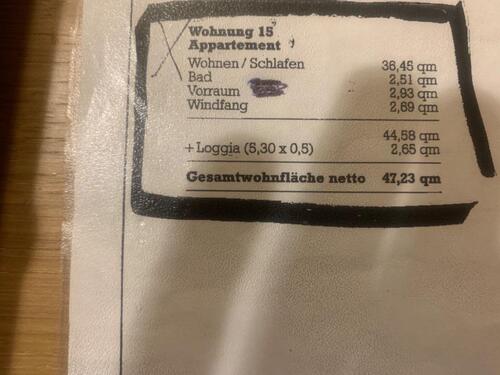 Wohnung 15
Appartement
Wohnen / Schlafen 36,45 qm
Bad 2,51 qm
Vorraum 2,93 qm
Windfang 2,69 qm
44,58 qm
+ Loggia (5,30 x 0,5) 2,65 qm
Gesamtwohnfläche netto 47,23 qm